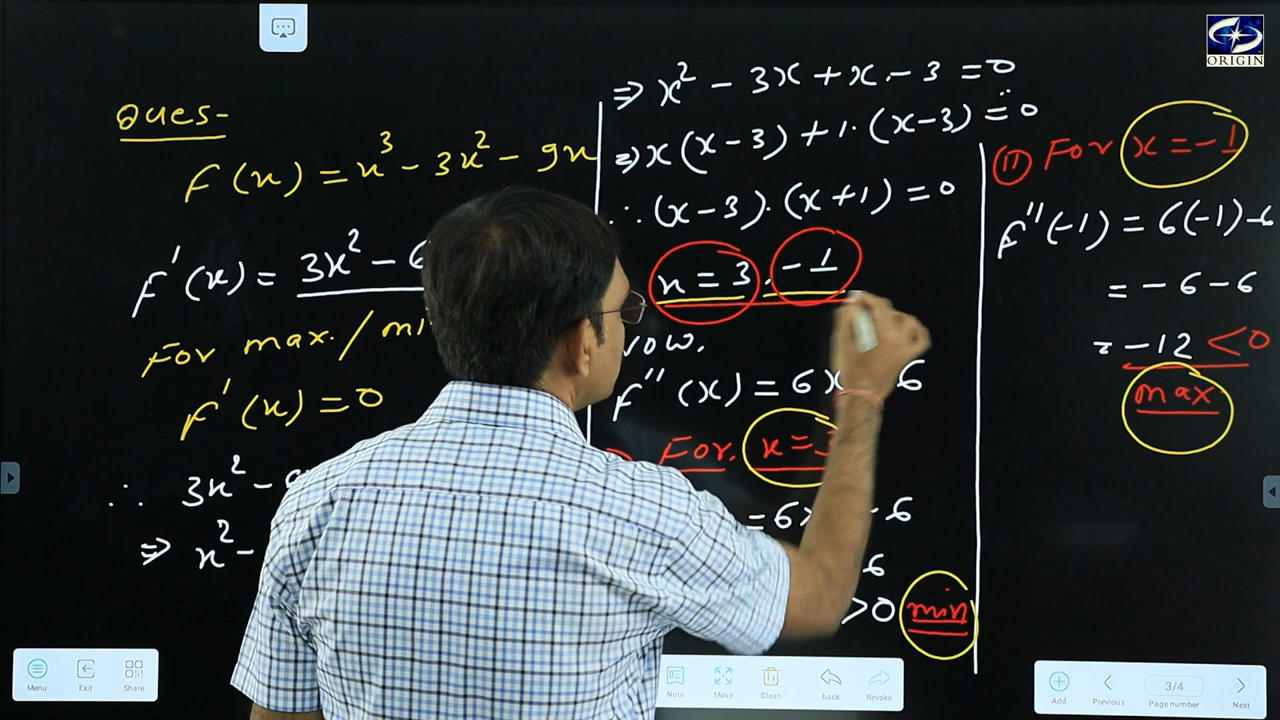 Ques-
f(x) = x³ - 3x² - 9x
f'(x) = 3x² - 6
For max./mi
f'(x) = 0
∴ 3x² -
⇒ x² -
⇒ x² - 3x + x - 3 = 0
⇒ x(x-3) + 1·(x-3) = 0
∴ (x-3)·(x+1) = 0
x = 3, -1
now,
f''(x) = 6x 6
For. x = 3
= 6x - 6
6
>0 min
(ii) For x = -1
f''(-1) = 6(-1) - 6
= -6 - 6
= -12 < 0
max
ORIGIN
Menu Exit Share
Note Move Clean back Revoke
Add Previous 3/4 Page number Next